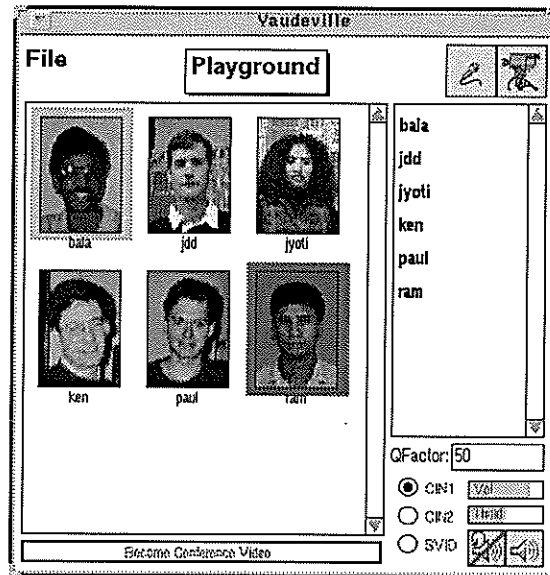 Vaudeville
File
Playground
bala
jdd
jyoti
ken
paul
ram
bala
jdd
jyoti
ken
paul
ram
QFactor: 50
CIN1
Vol
CIN2
SVID
Become Conference Video